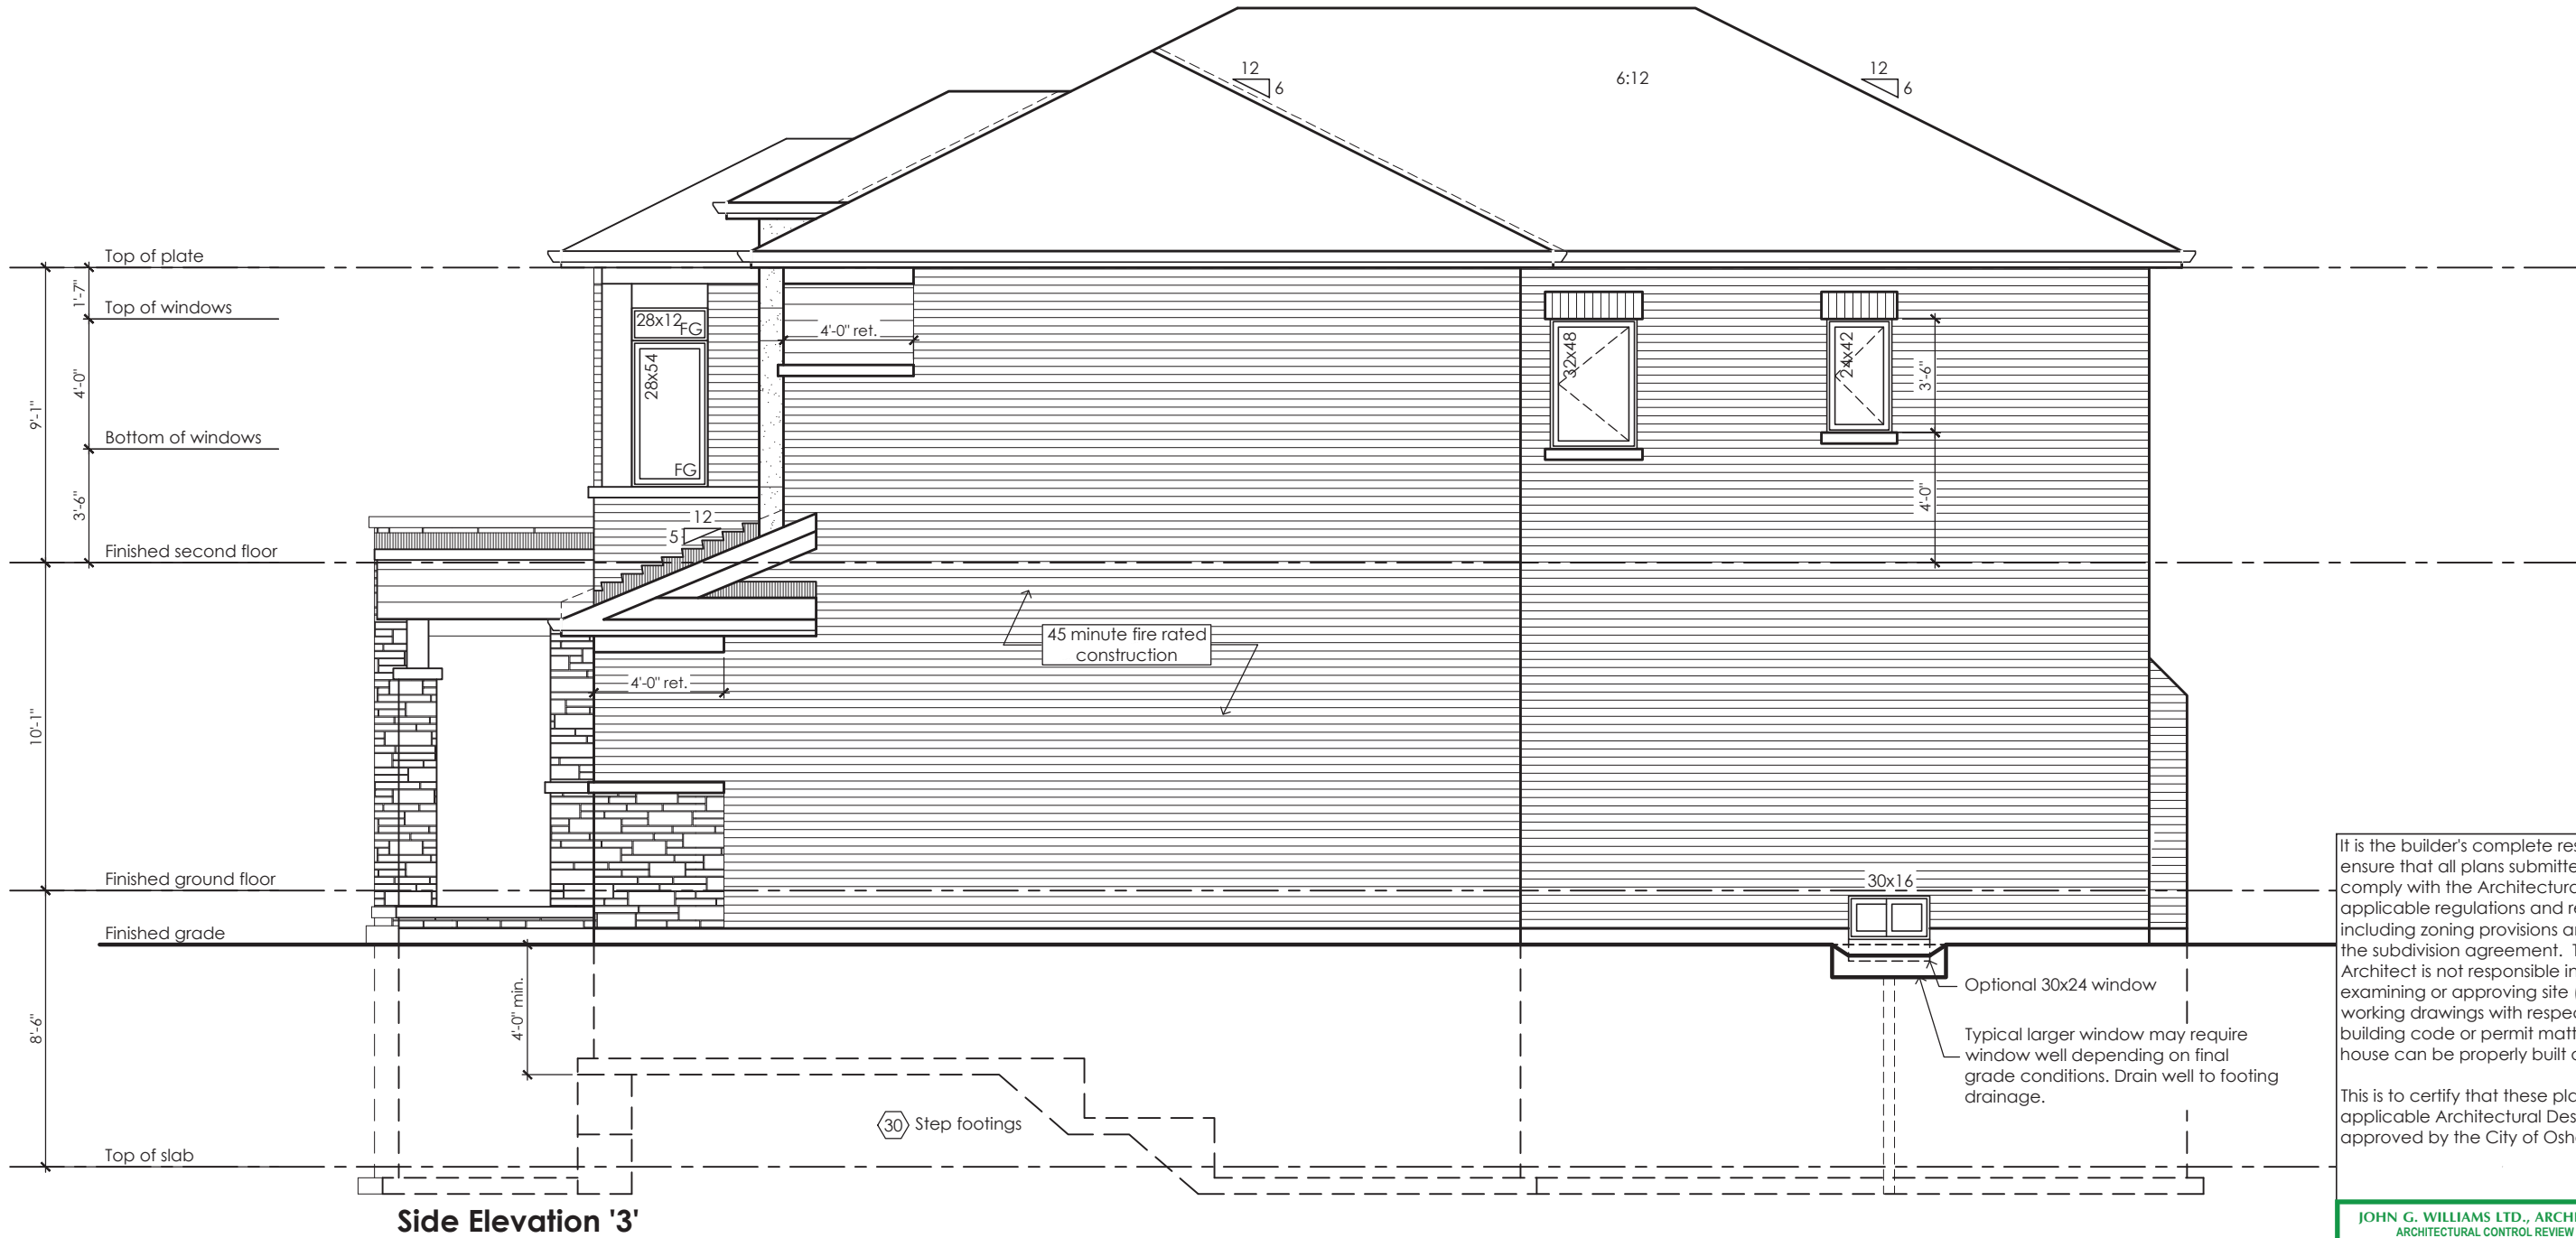 12
6
6:12
12
6
Top of plate
1'-7"
Top of windows
28x12
FG
4'-0" ret.
28x54
FG
32x48
24x42
3'-6"
4'-0"
9'-1"
4'-0"
Bottom of windows
3'-6"
12
5
Finished second floor
45 minute fire rated
construction
4'-0" ret.
10'-1"
Finished ground floor
30x16
Finished grade
4'-0" min.
8'-6"
Optional 30x24 window
Typical larger window may require
window well depending on final
grade conditions. Drain well to footing
drainage.
30 Step footings
Top of slab
Side Elevation '3'
It is the builder's complete res
ensure that all plans submitte
comply with the Architectura
applicable regulations and re
including zoning provisions a
the subdivision agreement. T
Architect is not responsible in
examining or approving site
working drawings with respec
building code or permit matt
house can be properly built o
This is to certify that these pla
applicable Architectural Des
approved by the City of Osh
JOHN G. WILLIAMS LTD., ARCHI
ARCHITECTURAL CONTROL REVIEW